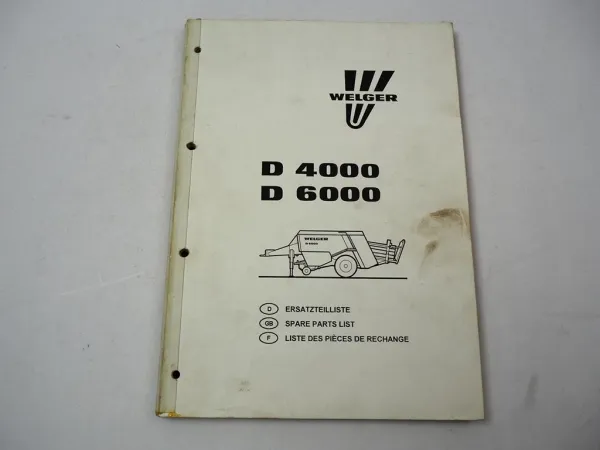 WELGER
D 4000
D 6000
WELGER
D ERSATZTEILLISTE
GB SPARE PARTS LIST
F LISTE DES PIÈCES DE RECHANGE